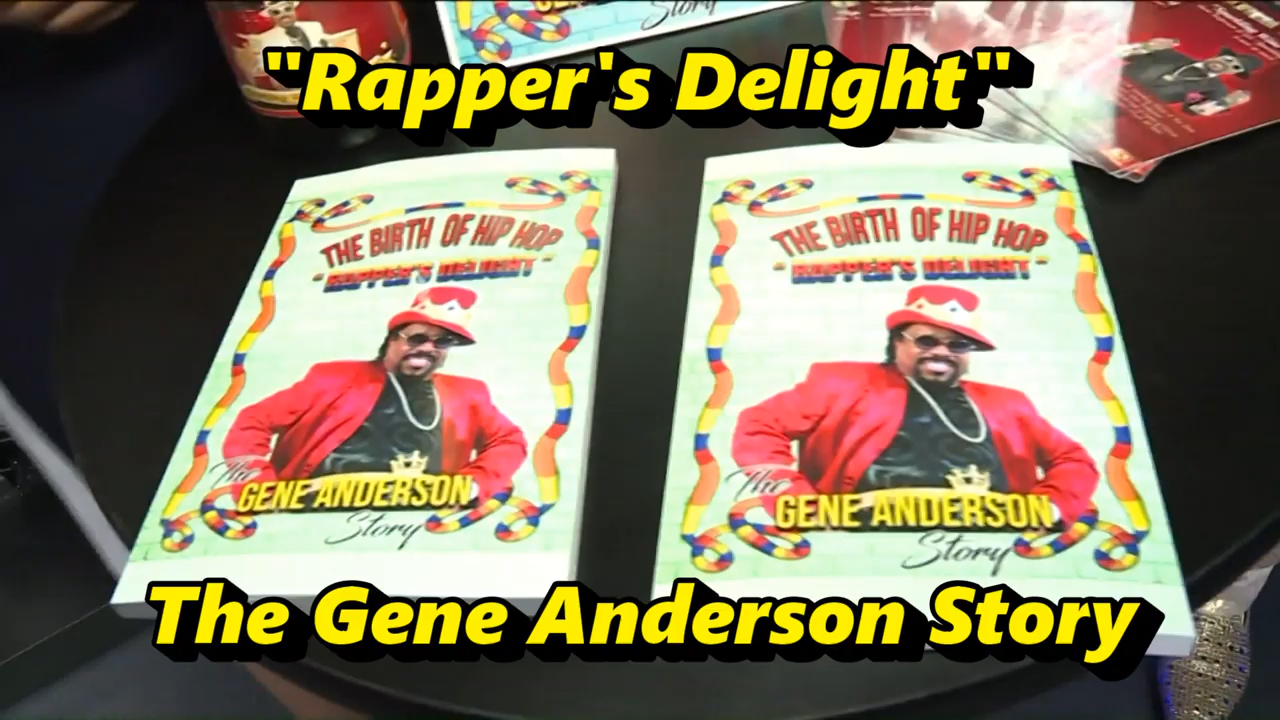 Story
"Rapper's Delight"
THE BIRTH OF HIP HOP
"RAPPER'S DELIGHT"
The
GENE ANDERSON
Story
THE BIRTH OF HIP HOP
"RAPPER'S DELIGHT"
The
GENE ANDERSON
Story
The Gene Anderson Story